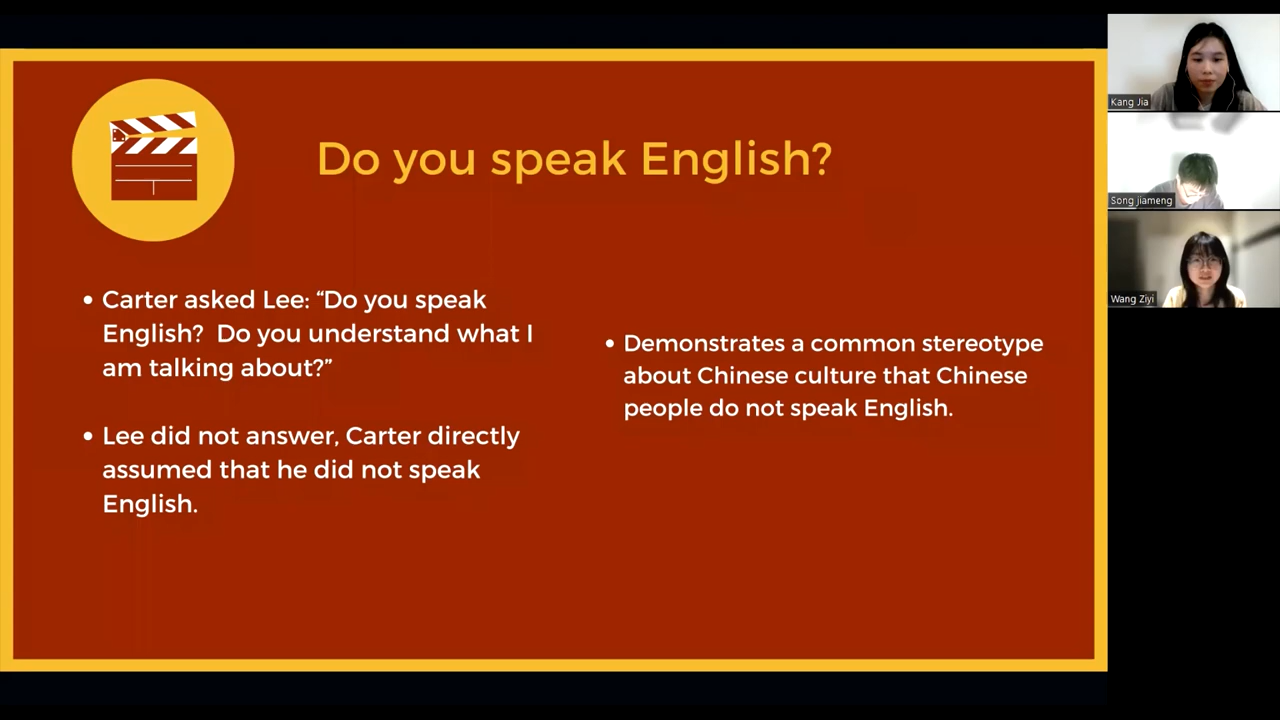 Do you speak English?
Carter asked Lee: “Do you speak
English?  Do you understand what I
am talking about?”
Lee did not answer, Carter directly
assumed that he did not speak
English.
Demonstrates a common stereotype
about Chinese culture that Chinese
people do not speak English.
Kang Jia
Song jiameng
Wang Ziyi